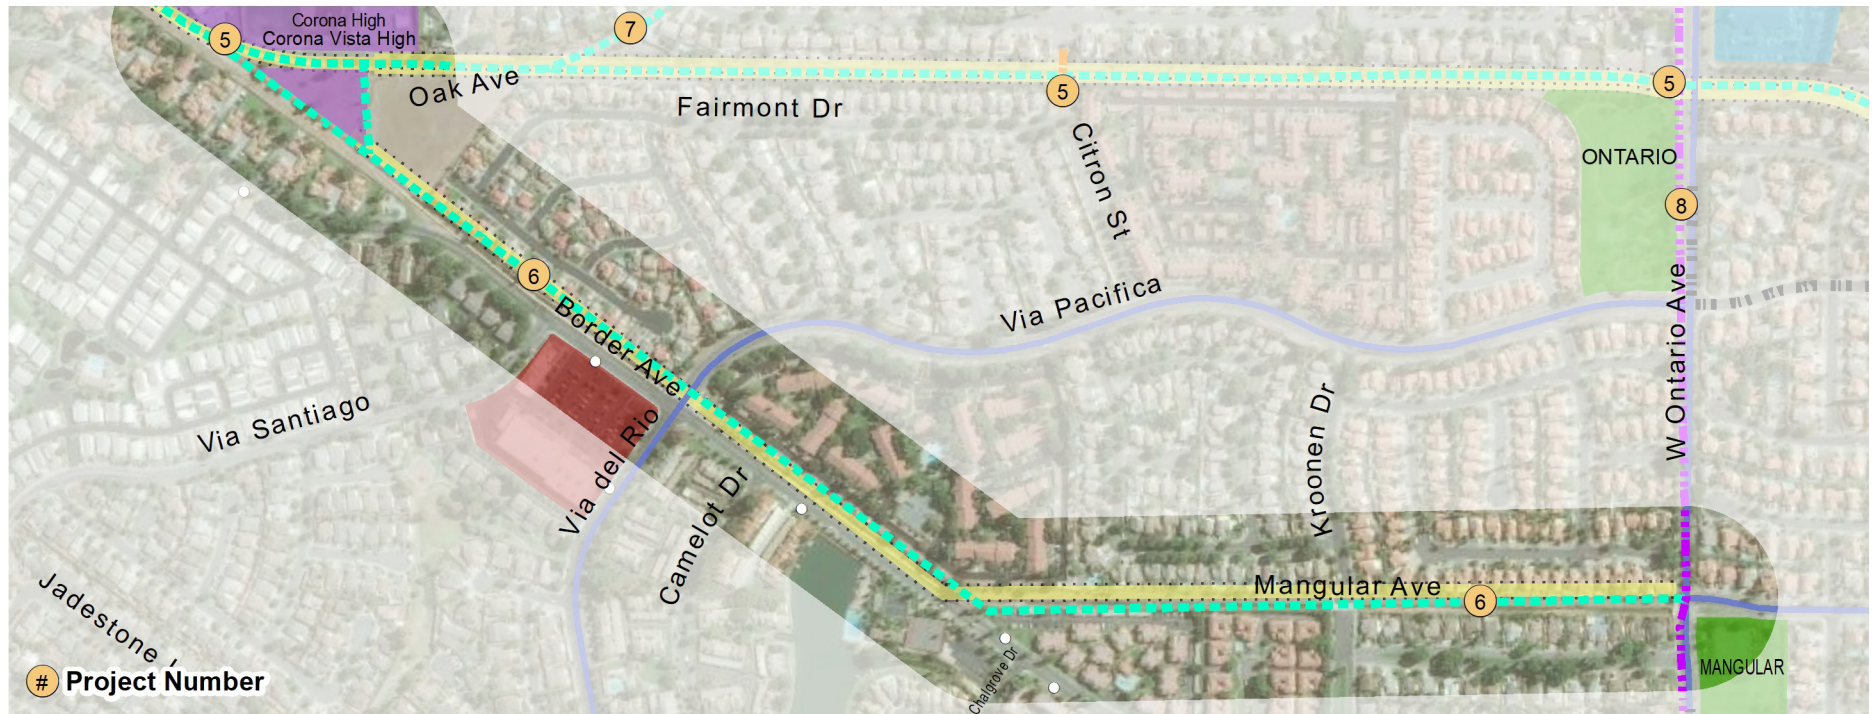 Corona High
Corona Vista High
5
7
Oak Ave
Fairmont Dr
5
5
Citron St
ONTARIO
8
6
Border Ave
Via Pacifica
W Ontario Ave
Via Santiago
Via del Rio
Camelot Dr
Kroonen Dr
Mangular Ave
6
Jadestone
Chalgrove Dr
MANGULAR
# Project Number